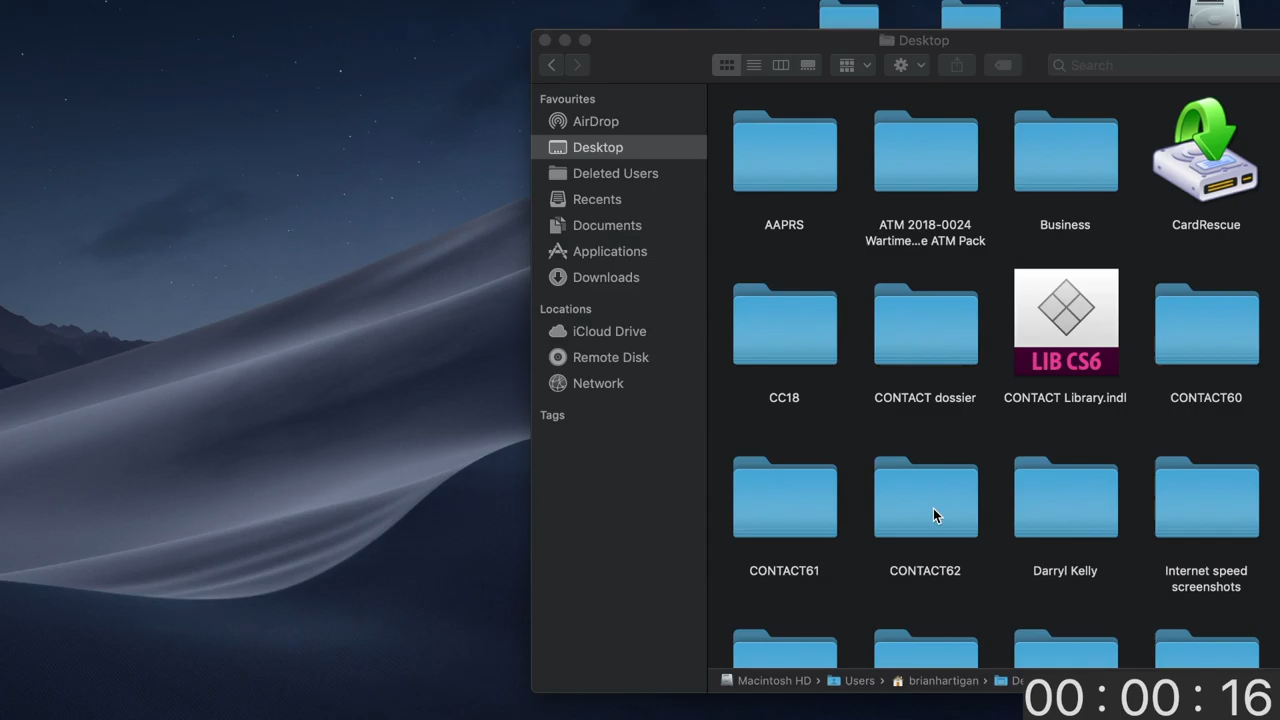 Desktop
Search
Favourites
AirDrop
Desktop
Deleted Users
Recents
Documents
Applications
Downloads
Locations
iCloud Drive
Remote Disk
Network
Tags
AAPRS
ATM 2018-0024
Wartime...e ATM Pack
Business
CardRescue
CC18
CONTACT dossier
LIB CS6
CONTACT Library.indl
CONTACT60
CONTACT61
CONTACT62
Darryl Kelly
Internet speed
screenshots
Macintosh HD › Users › brianhartigan › De
00:00:16